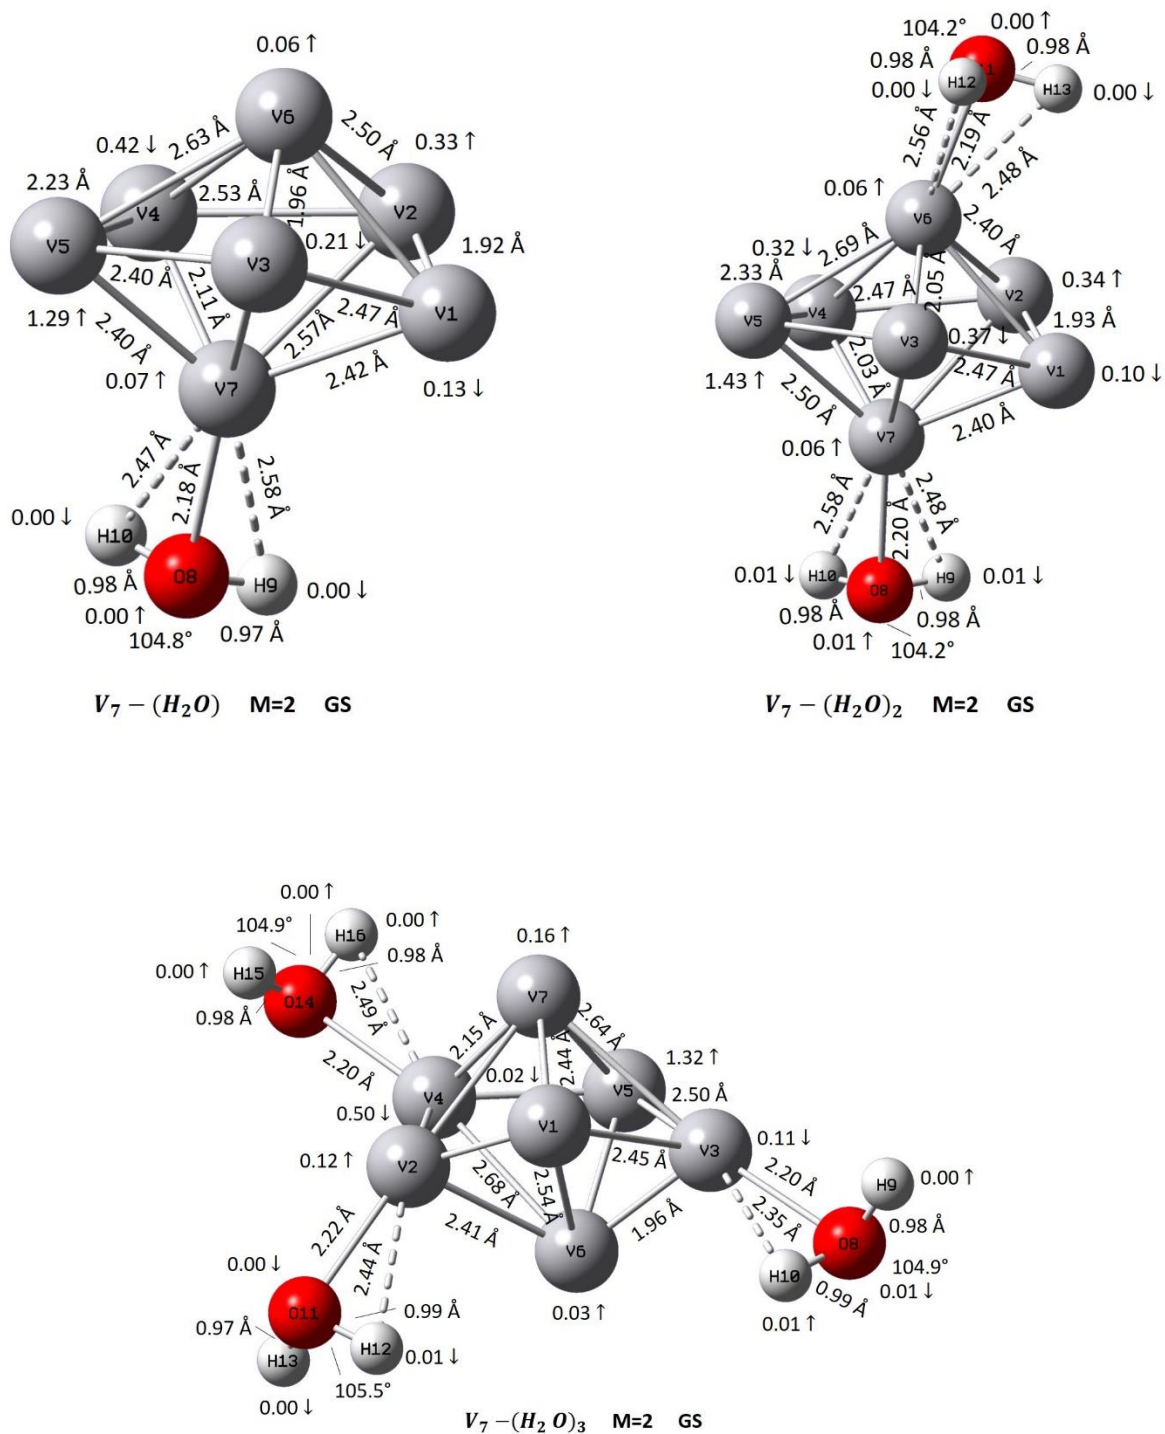 0.06 ↑
V6
0.42 ↓
2.63 Å
2.50 Å
0.33 ↑
2.23 Å
V4
2.53 Å
1.96 Å
V2
V5
V3
0.21 ↓
1.92 Å
2.40 Å
2.11 Å
2.47 Å
V1
1.29 ↑
2.40 Å
2.57 Å
0.07 ↑
V7
2.42 Å
0.13 ↓
2.47 Å
2.18 Å
2.58 Å
0.00 ↓
H10
O8
H9
0.00 ↓
0.98 Å
0.00 ↑
104.8°
0.97 Å
V₇ − (H₂O) M=2 GS
104.2°
0.00 ↑
0.98 Å
0.98 Å
H12
H13
0.00 ↓
0.00 ↓
2.56 Å
2.19 Å
2.48 Å
0.06 ↑
V6
2.40 Å
0.32 ↓
2.69 Å
2.05 Å
0.34 ↑
2.33 Å
2.47 Å
V2
V5
V4
V3
0.37 ↓
1.93 Å
V1
1.43 ↑
2.03 Å
2.47 Å
0.10 ↓
2.50 Å
V7
2.40 Å
0.06 ↑
2.58 Å
2.20 Å
2.48 Å
0.01 ↓
H10
O8
H9
0.01 ↓
0.98 Å
0.98 Å
0.01 ↑
104.2°
V₇ − (H₂O)₂ M=2 GS
0.00 ↑
104.9°
H16
0.00 ↑
0.00 ↑
H15
0.98 Å
O14
0.98 Å
2.49 Å
2.20 Å
0.16 ↑
V7
2.15 Å
2.44 Å
2.64 Å
0.02 ↓
V5
1.32 ↑
V4
2.50 Å
0.50 ↓
V1
V3
0.11 ↓
0.12 ↑
V2
2.45 Å
2.20 Å
H9
0.00 ↑
2.68 Å
2.54 Å
2.35 Å
2.22 Å
2.41 Å
1.96 Å
0.98 Å
V6
O8
H10
104.9°
0.00 ↓
2.44 Å
0.99 Å
0.01 ↓
O11
0.03 ↑
0.01 ↑
0.97 Å
0.99 Å
H13
H12
0.01 ↓
105.5°
0.00 ↓
V₇ −(H₂ O)₃ M=2 GS